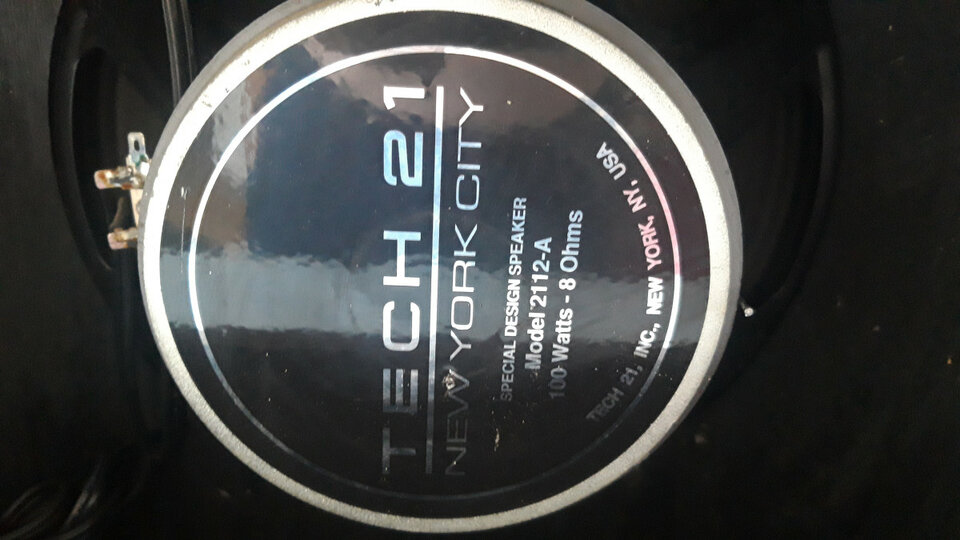 TECH 21
NEW YORK CITY
SPECIAL DESIGN SPEAKER
Model 2112-A
100 Watts - 8 Ohms
TECH 21, INC., NEW YORK, NY, USA